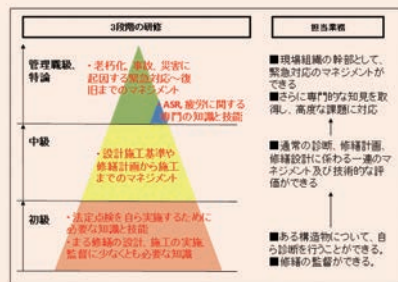 3段階の研修
担当業務
管理職級、
特論
・老朽化、事故、災害に
起因する緊急対応～復
旧までのマネジメント
ASR、疲労に関する
専門の知識と技能
中級
・設計施工基準や
修繕計画から施工
までのマネジメント
初級
・法定点検を自ら実施するために
必要な知識と技能
・まる修繕の設計、施工の実施、
監督に少なくとも必要な知識
■現場組織の幹部として、
緊急対応のマネジメントが
できる
■さらに専門的な知見を取
得し、高度な課題に対応
■通常の診断、修繕計画、
修繕設計に係わる一連のマ
ネジメント及び技術的な評
価ができる
■ある構造物について、自
ら診断を行うことができる。
■修繕の監督ができる。